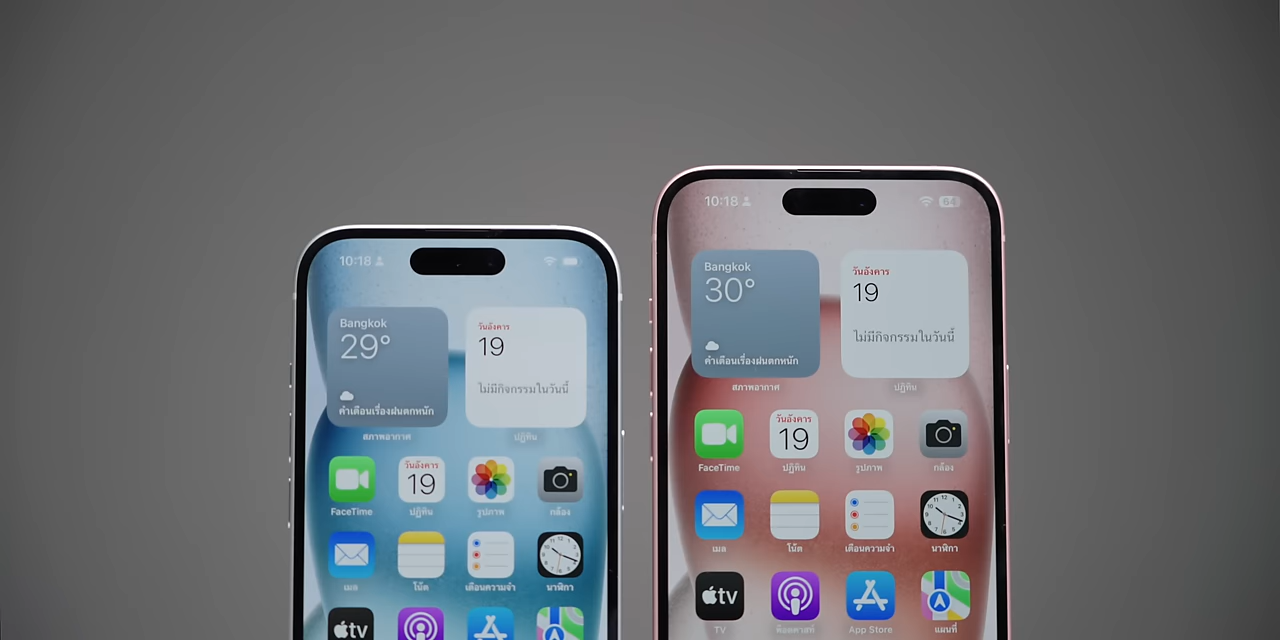 10:18
Bangkok
29°
คำเตือนเรื่องฝนตกหนัก
สภาพอากาศ
วันอังคาร
19
ไม่มีกิจกรรมในวันนี้
ปฏิทิน
FaceTime
วันอังคาร
19
ปฏิทิน
รูปภาพ
กล้อง
เมล
โน้ต
เตือนความจำ
นาฬิกา
tv
10:18
64
Bangkok
30°
คำเตือนเรื่องฝนตกหนัก
สภาพอากาศ
วันอังคาร
19
ไม่มีกิจกรรมในวันนี้
ปฏิทิน
FaceTime
วันอังคาร
19
ปฏิทิน
รูปภาพ
กล้อง
เมล
โน้ต
เตือนความจำ
นาฬิกา
tv
TV
พ็อดคาสท์
App Store
แผนที่